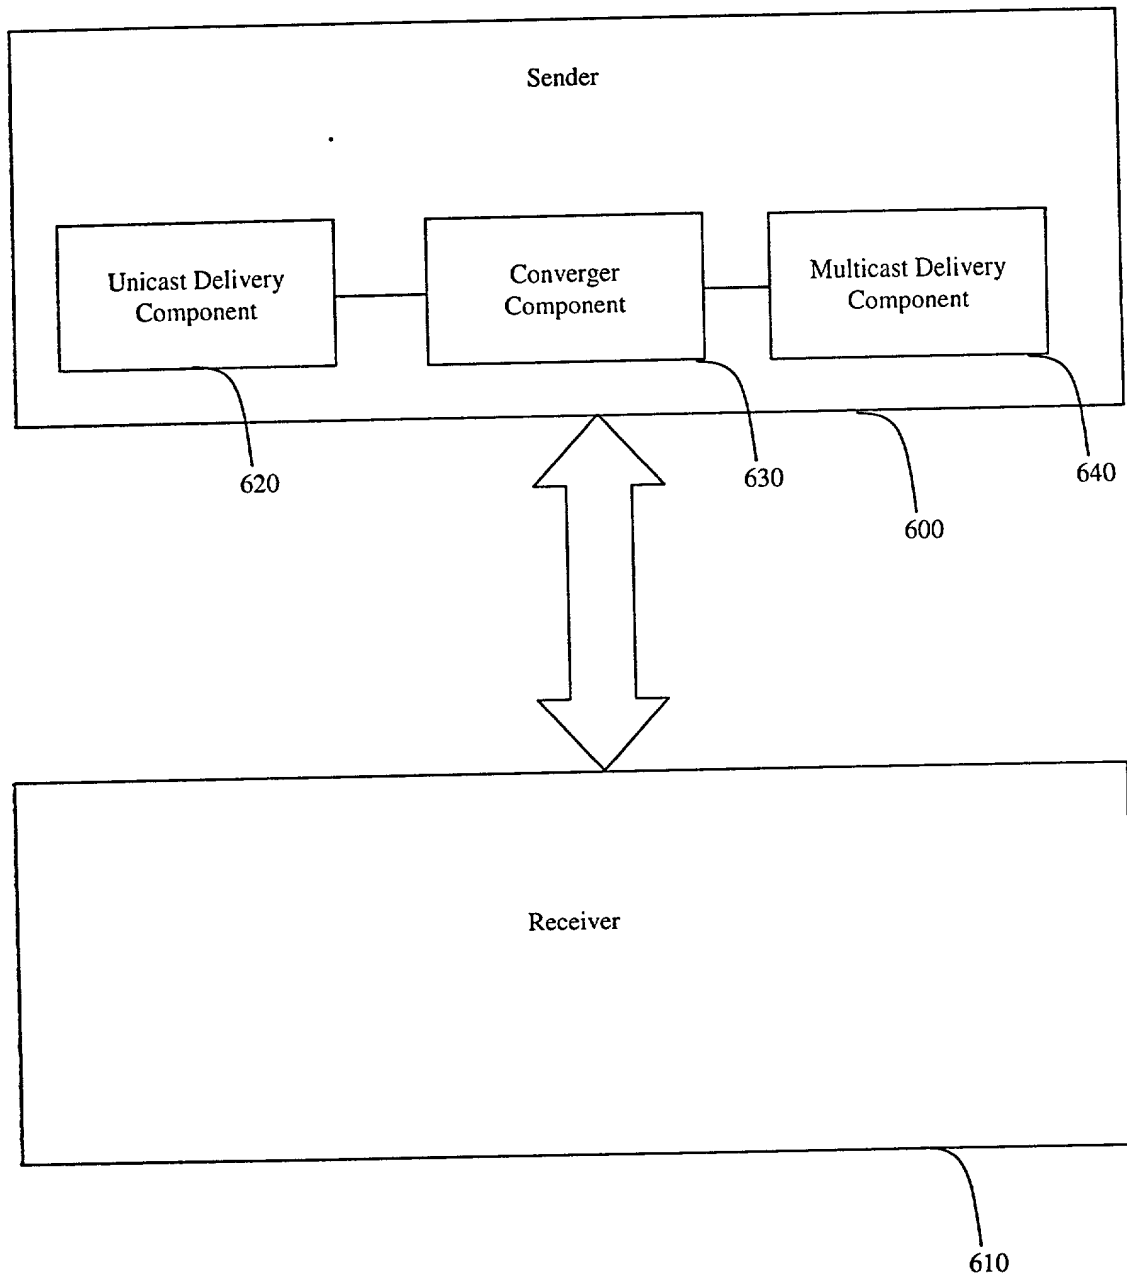 Sender
Unicast Delivery
Component
Converger
Component
Multicast Delivery
Component
620
630
640
600
Receiver
610